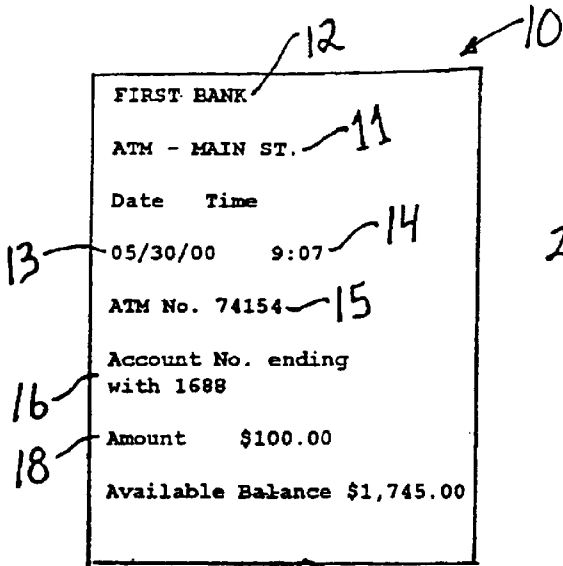 12
10
FIRST BANK
ATM - MAIN ST. 11
Date Time
13 05/30/00 9:07 14
2
ATM No. 74154 15
Account No. ending
16 with 1688
18 Amount $100.00
Available Balance $1,745.00